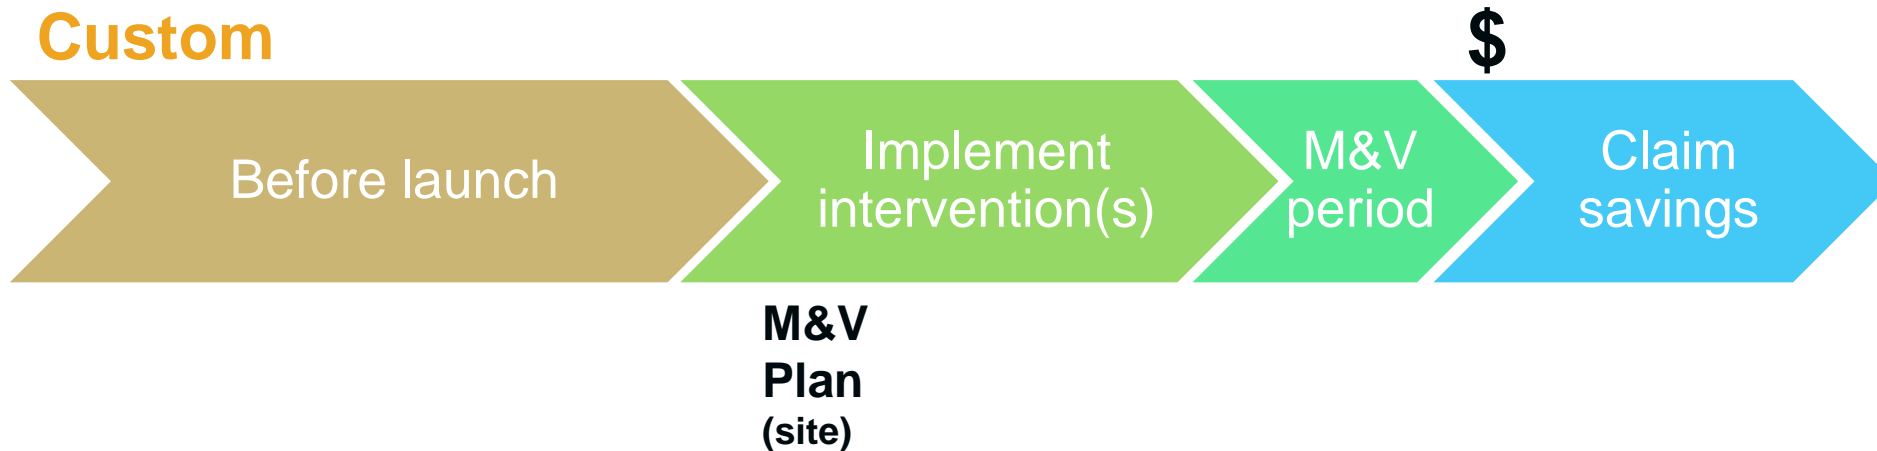 Custom
$
Before launch
Implement
intervention(s)
M&V
period
Claim
savings
M&V
Plan
(site)